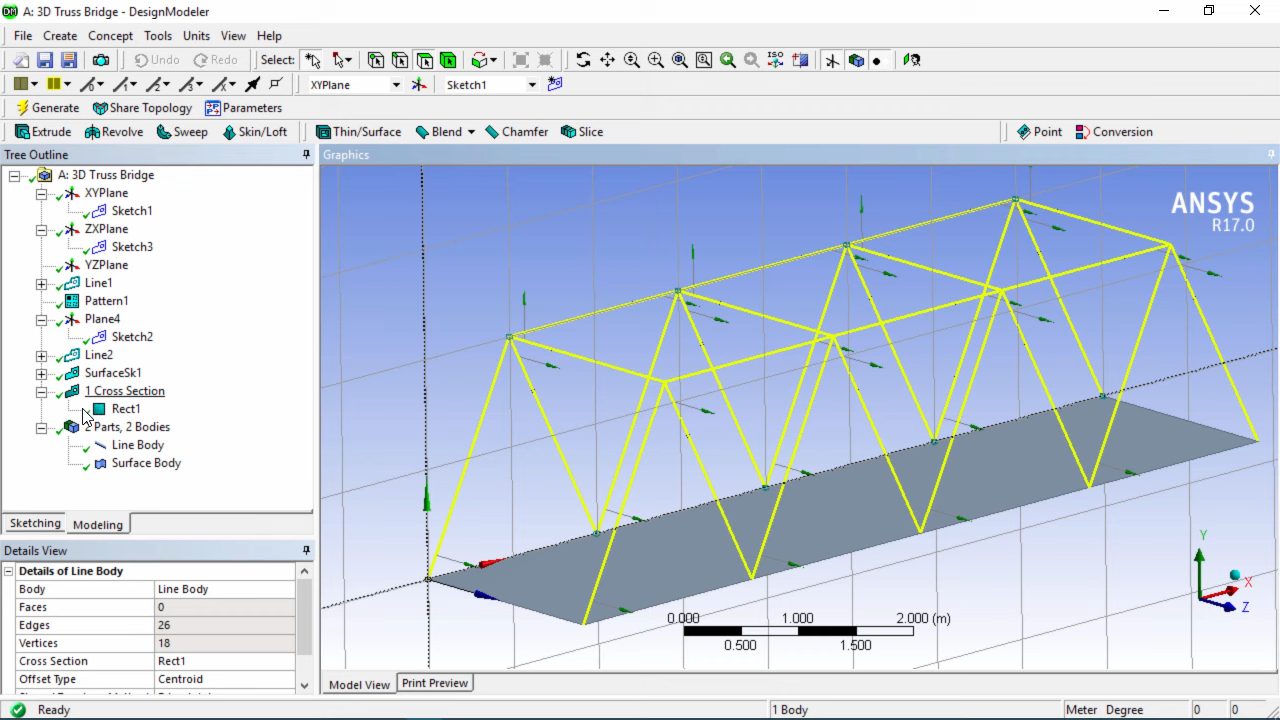 A: 3D Truss Bridge - DesignModeler
File Create Concept Tools Units View Help
Undo Redo Select:
XYPlane Sketch1
Generate Share Topology Parameters
Extrude Revolve Sweep Skin/Loft Thin/Surface Blend Chamfer Slice Point Conversion
Tree Outline
Graphics
A: 3D Truss Bridge
XYPlane
Sketch1
ZXPlane
Sketch3
YZPlane
Line1
Pattern1
Plane4
Sketch2
Line2
SurfaceSk1
1 Cross Section
Rect1
2 Parts, 2 Bodies
Line Body
Surface Body
Sketching Modeling
Details View
Details of Line Body
Body Line Body
Faces 0
Edges 26
Vertices 18
Cross Section Rect1
Offset Type Centroid
ANSYS
R17.0
0.000 1.000 2.000 (m)
0.500 1.500
Y
X
Z
Model View Print Preview
Ready 1 Body Meter Degree 0 0